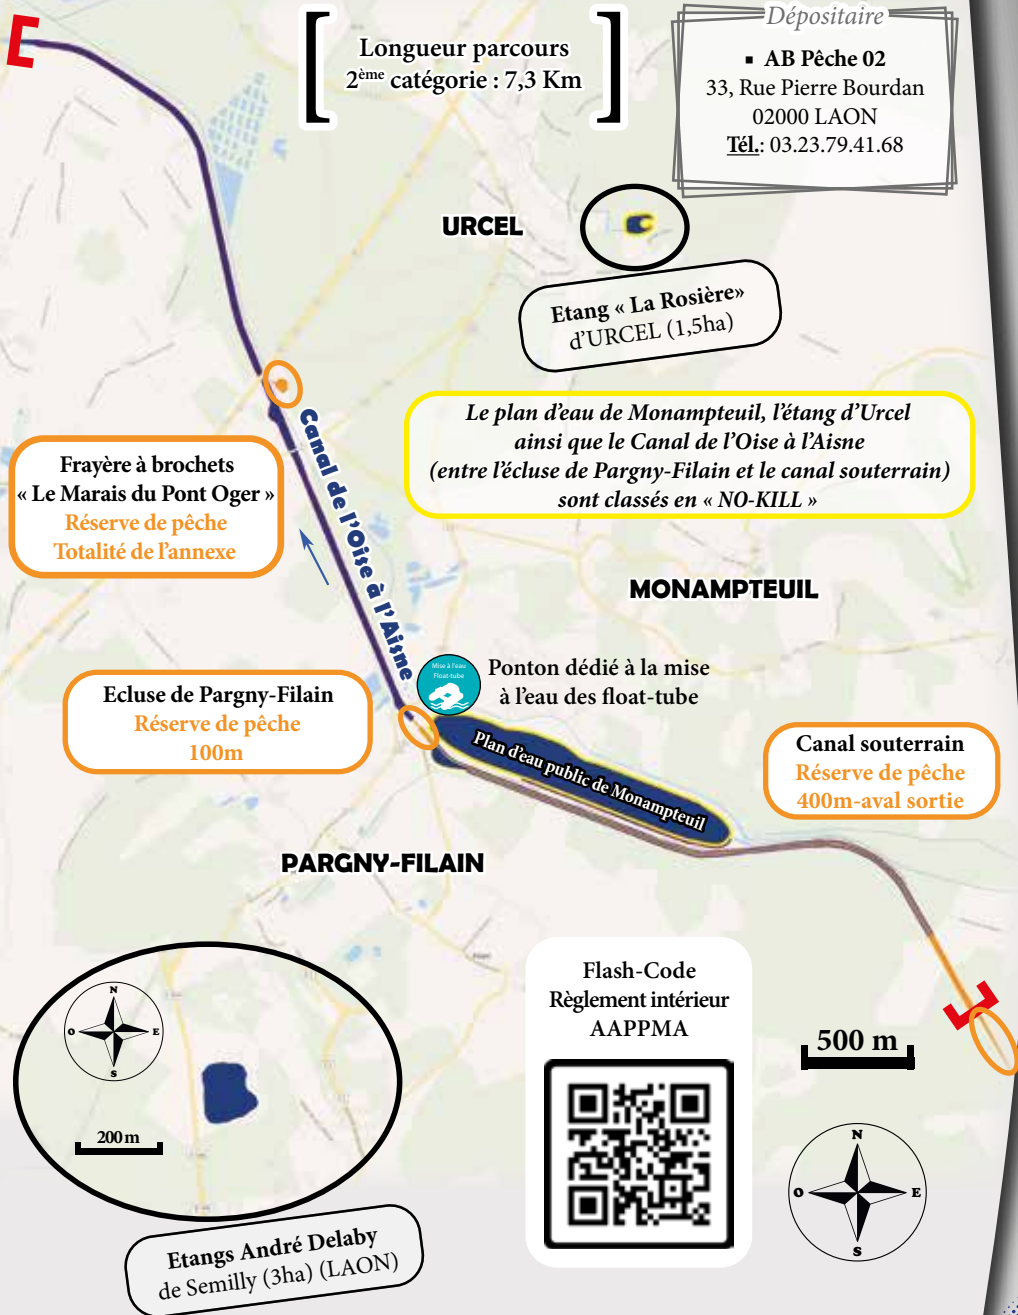 Longueur parcours
2ème catégorie : 7,3 Km
Dépositaire
▪ AB Pêche 02
33, Rue Pierre Bourdan
02000 LAON
Tél.: 03.23.79.41.68
URCEL
Etang « La Rosière»
d'URCEL (1,5ha)
Le plan d'eau de Monampteuil, l'étang d'Urcel
ainsi que le Canal de l'Oise à l'Aisne
(entre l'écluse de Pargny-Filain et le canal souterrain)
sont classés en « NO-KILL »
Frayère à brochets
« Le Marais du Pont Oger »
Réserve de pêche
Totalité de l'annexe
Canal de l'Oise à l'Aisne
MONAMPTEUIL
Mise à l'eau
Float-tube
Ponton dédié à la mise
à l'eau des float-tube
Ecluse de Pargny-Filain
Réserve de pêche
100m
Plan d'eau public de Monampteuil
Canal souterrain
Réserve de pêche
400m-aval sortie
PARGNY-FILAIN
N
O
E
S
200 m
Etangs André Delaby
de Semilly (3ha) (LAON)
Flash-Code
Règlement intérieur
AAPPMA
500 m
N
O
E
S